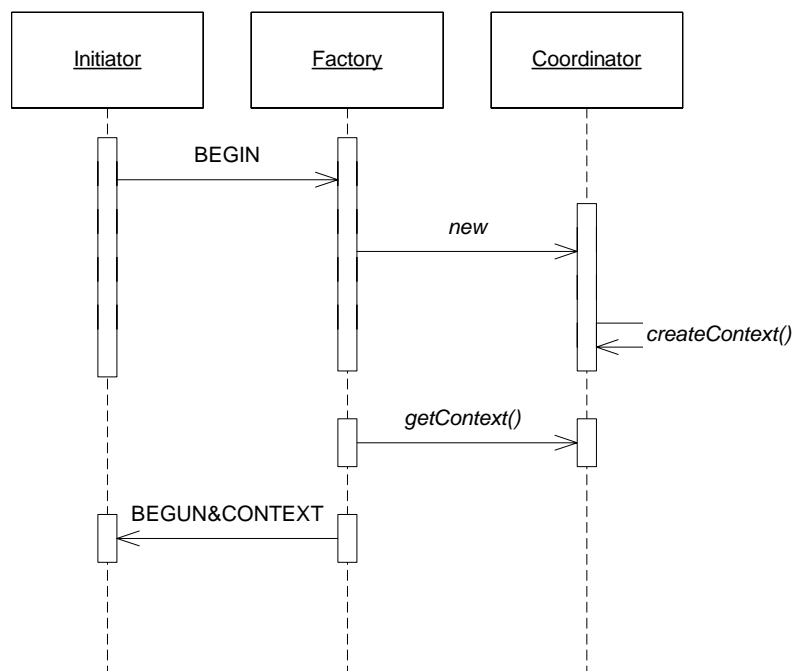 Initiator
Factory
Coordinator
BEGIN
new
createContext()
getContext()
BEGUN&CONTEXT